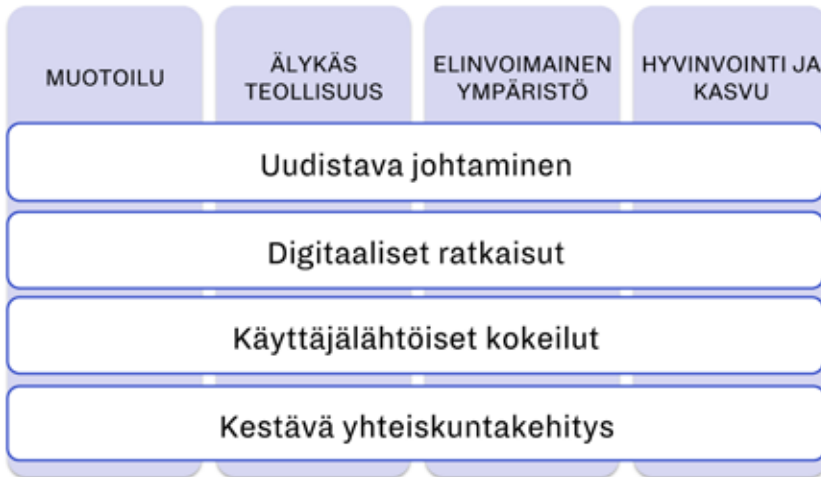 MUOTOILU
ÄLYKÄS
TEOLLISUUS
ELINVOIMAINEN
YMPÄRISTÖ
HYVINVOINTI JA
KASVU
Uudistava johtaminen
Digitaaliset ratkaisut
Käyttäjälähtöiset kokeilut
Kestävä yhteiskuntakehitys